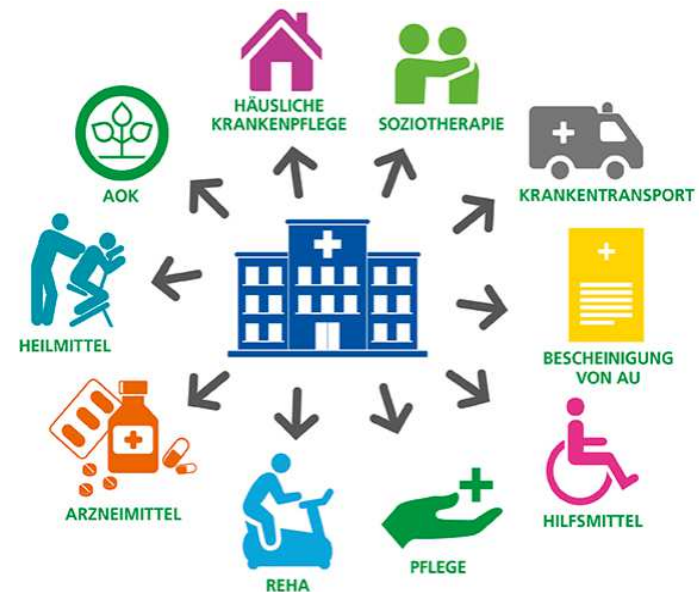 HÄUSLICHE
KRANKENPFLEGE
SOZIOTHERAPIE
AOK
KRANKENTRANSPORT
HEILMITTEL
BESCHEINIGUNG
VON AU
ARZNEIMITTEL
HILFSMITTEL
PFLEGE
REHA